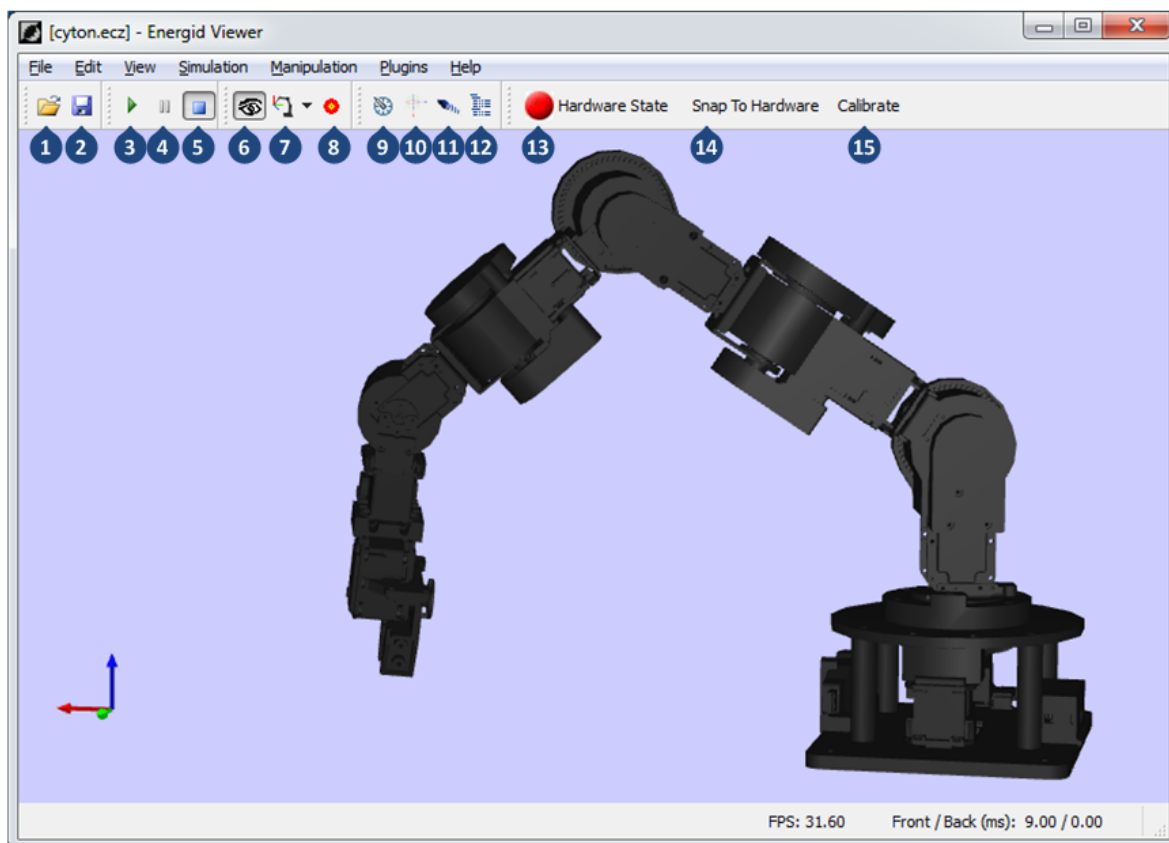 [cyton.ecz] - Energid Viewer
File Edit View Simulation Manipulation Plugins Help
Hardware State Snap To Hardware Calibrate
1 2 3 4 5 6 7 8 9 10 11 12 13 14 15
FPS: 31.60 Front / Back (ms): 9.00 / 0.00